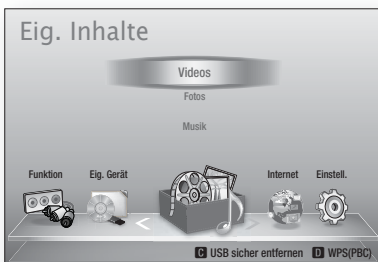 Eig. Inhalte
Videos
Fotos
Musik
Funktion Eig. Gerät Internet Einstell.
C USB sicher entfernen D WPS(PBC)